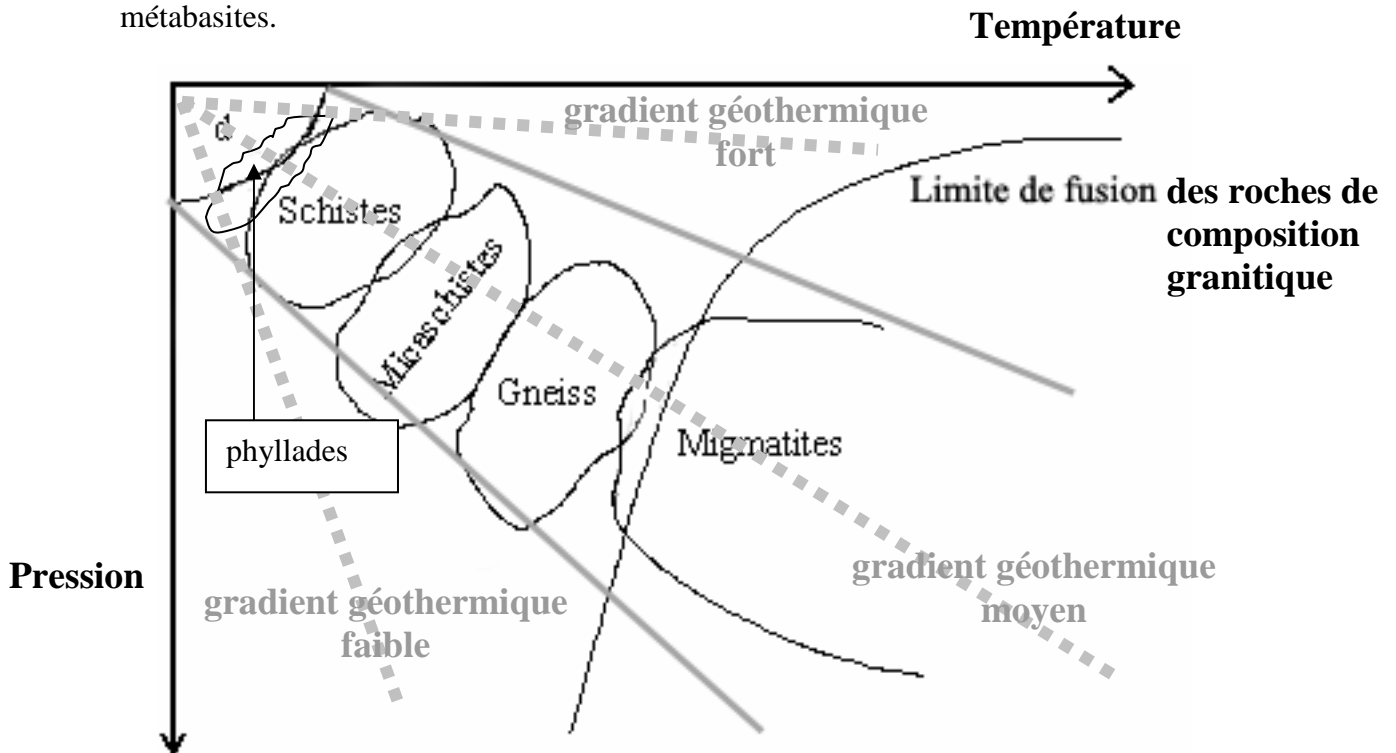 métabasites.
Température
gradient géothermique
fort
d
Limite de fusion des roches de
composition
granitique
Schistes
Micaschistes
Gneiss
phyllades
Migmatites
Pression
gradient géothermique
faible
gradient géothermique
moyen